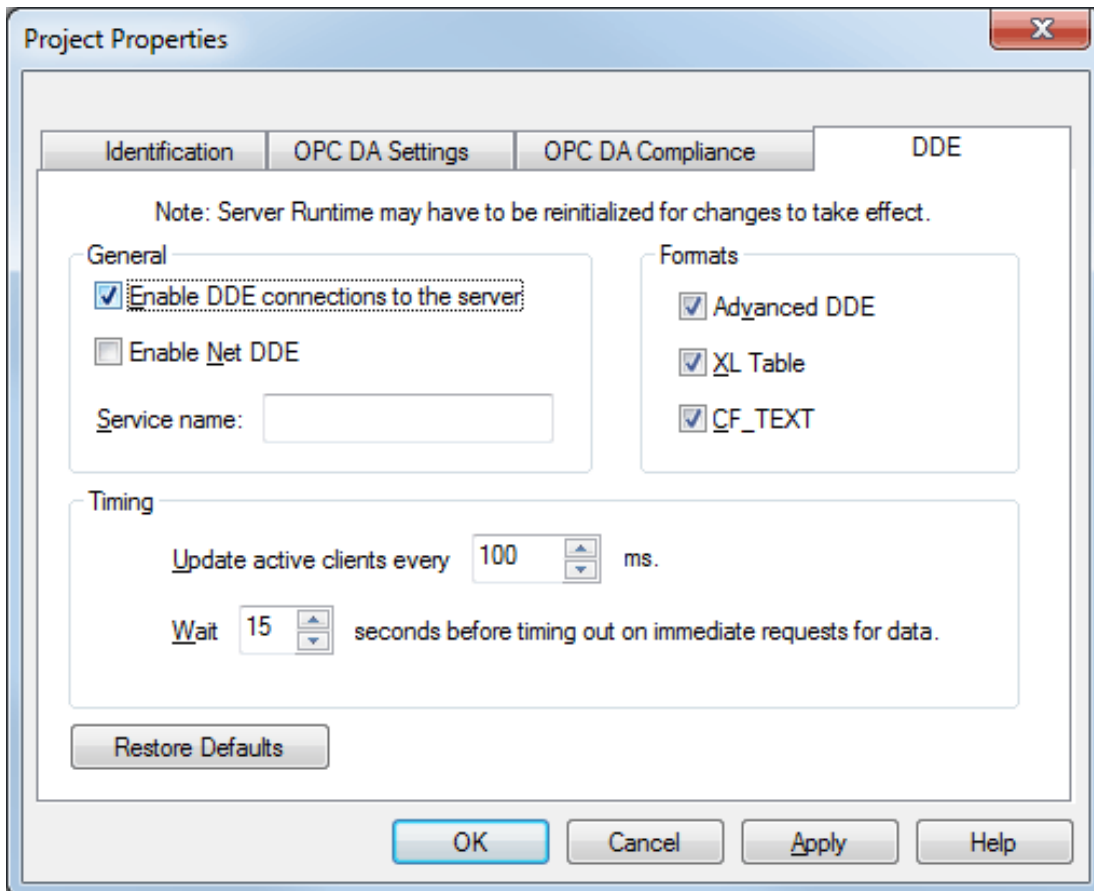 Project Properties
Identification
OPC DA Settings
OPC DA Compliance
DDE
Note: Server Runtime may have to be reinitialized for changes to take effect.
General
Enable DDE connections to the server
Enable Net DDE
Service name:
Formats
Advanced DDE
XL Table
CF_TEXT
Timing
Update active clients every 100 ms.
Wait 15 seconds before timing out on immediate requests for data.
Restore Defaults
OK
Cancel
Apply
Help